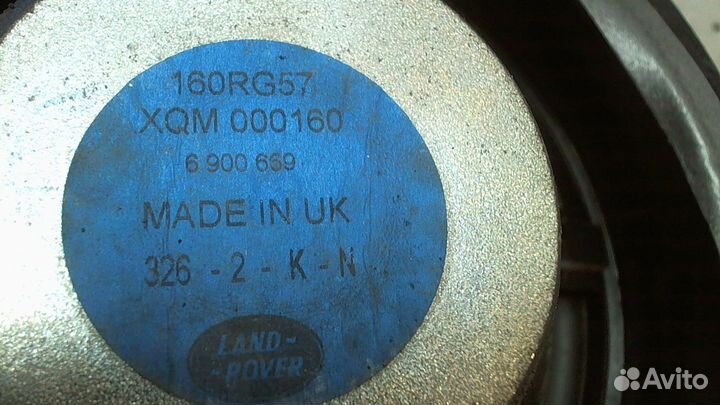 160RG57
XQM 000160
6 900 669
MADE IN UK
326 - 2 - K - N
LAND-
-ROVER
Avito